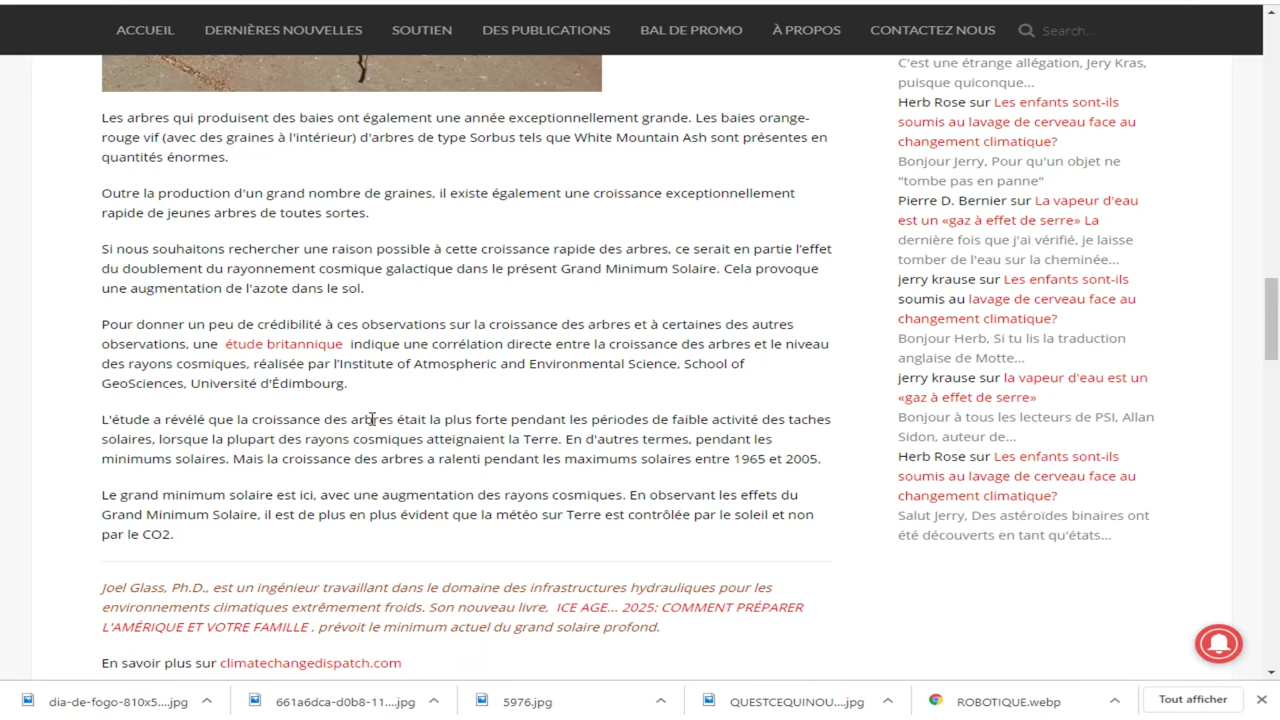 ACCUEIL DERNIÈRES NOUVELLES SOUTIEN DES PUBLICATIONS BAL DE PROMO À PROPOS CONTACTEZ NOUS Search...
Les arbres qui produisent des baies ont également une année exceptionnellement grande. Les baies orange-
rouge vif (avec des graines à l'intérieur) d'arbres de type Sorbus tels que White Mountain Ash sont présentes en
quantités énormes.
Outre la production d'un grand nombre de graines, il existe également une croissance exceptionnellement
rapide de jeunes arbres de toutes sortes.
Si nous souhaitons rechercher une raison possible à cette croissance rapide des arbres, ce serait en partie l'effet
du doublement du rayonnement cosmique galactique dans le présent Grand Minimum Solaire. Cela provoque
une augmentation de l'azote dans le sol.
Pour donner un peu de crédibilité à ces observations sur la croissance des arbres et à certaines des autres
observations, une étude britannique indique une corrélation directe entre la croissance des arbres et le niveau
des rayons cosmiques, réalisée par l'Institute of Atmospheric and Environmental Science, School of
GeoSciences, Université d'Édimbourg.
L'étude a révélé que la croissance des arbres était la plus forte pendant les périodes de faible activité des taches
solaires, lorsque la plupart des rayons cosmiques atteignaient la Terre. En d'autres termes, pendant les
minimums solaires. Mais la croissance des arbres a ralenti pendant les maximums solaires entre 1965 et 2005.
Le grand minimum solaire est ici, avec une augmentation des rayons cosmiques. En observant les effets du
Grand Minimum Solaire, il est de plus en plus évident que la météo sur Terre est contrôlée par le soleil et non
par le CO2.
Joel Glass, Ph.D., est un ingénieur travaillant dans le domaine des infrastructures hydrauliques pour les
environnements climatiques extrêmement froids. Son nouveau livre, ICE AGE... 2025: COMMENT PRÉPARER
L'AMÉRIQUE ET VOTRE FAMILLE , prévoit le minimum actuel du grand solaire profond.
En savoir plus sur climatechangedispatch.com
C'est une étrange allégation, Jery Kras,
puisque quiconque...
Herb Rose sur Les enfants sont-ils
soumis au lavage de cerveau face au
changement climatique?
Bonjour Jerry, Pour qu'un objet ne
"tombe pas en panne"
Pierre D. Bernier sur La vapeur d'eau
est un «gaz à effet de serre» La
dernière fois que j'ai vérifié, je laisse
tomber de l'eau sur la cheminée...
jerry krause sur Les enfants sont-ils
soumis au lavage de cerveau face au
changement climatique?
Bonjour Herb, Si tu lis la traduction
anglaise de Motte...
jerry krause sur la vapeur d'eau est un
«gaz à effet de serre»
Bonjour à tous les lecteurs de PSI, Allan
Sidon, auteur de...
Herb Rose sur Les enfants sont-ils
soumis au lavage de cerveau face au
changement climatique?
Salut Jerry, Des astéroïdes binaires ont
été découverts en tant qu'états...
dia-de-fogo-810x5....jpg 661a6dca-d0b8-11....jpg 5976.jpg QUESTCEQUINOU....jpg ROBOTIQUE.webp Tout afficher